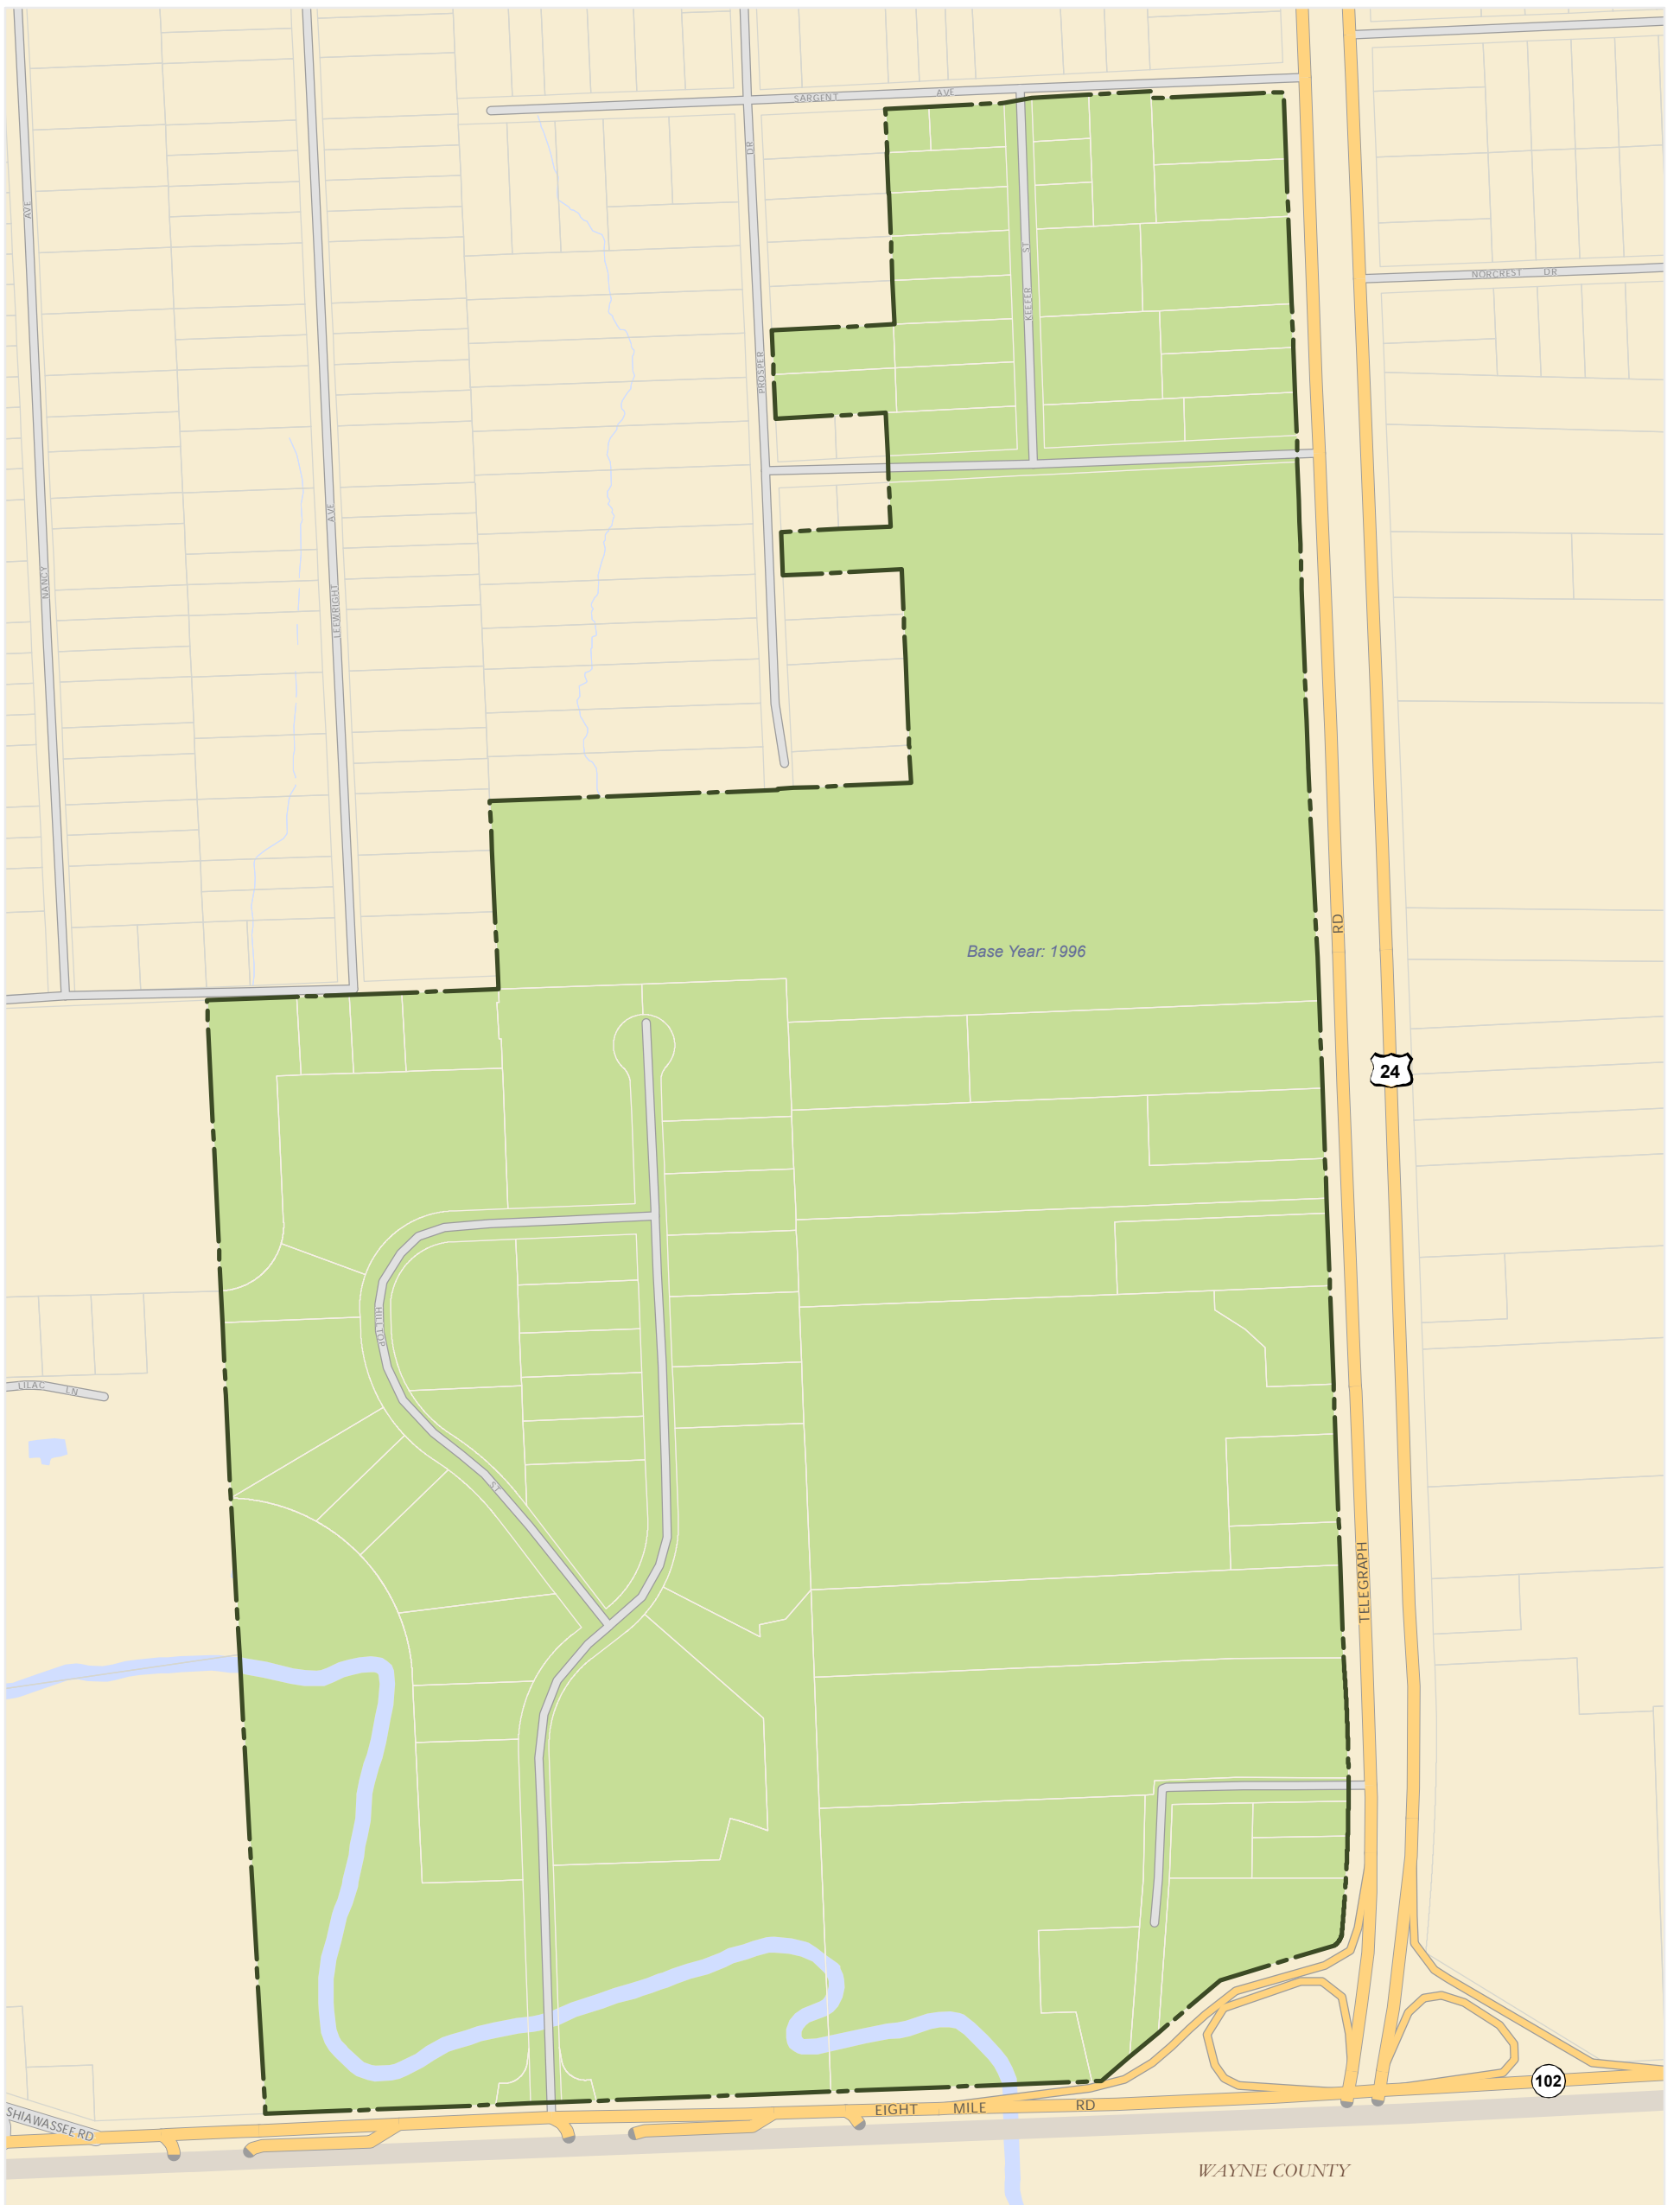 SARGENT AVE
AVE
DR
ST
KEEFER
NORCREST DR
PROSPER
AVE
NANCY
LEEWRIGHT
RD
Base Year: 1996
24
HILLTOP
LILAC LN
ST
TELEGRAPH
102
EIGHT MILE RD
SHIAWASSEE RD
WAYNE COUNTY